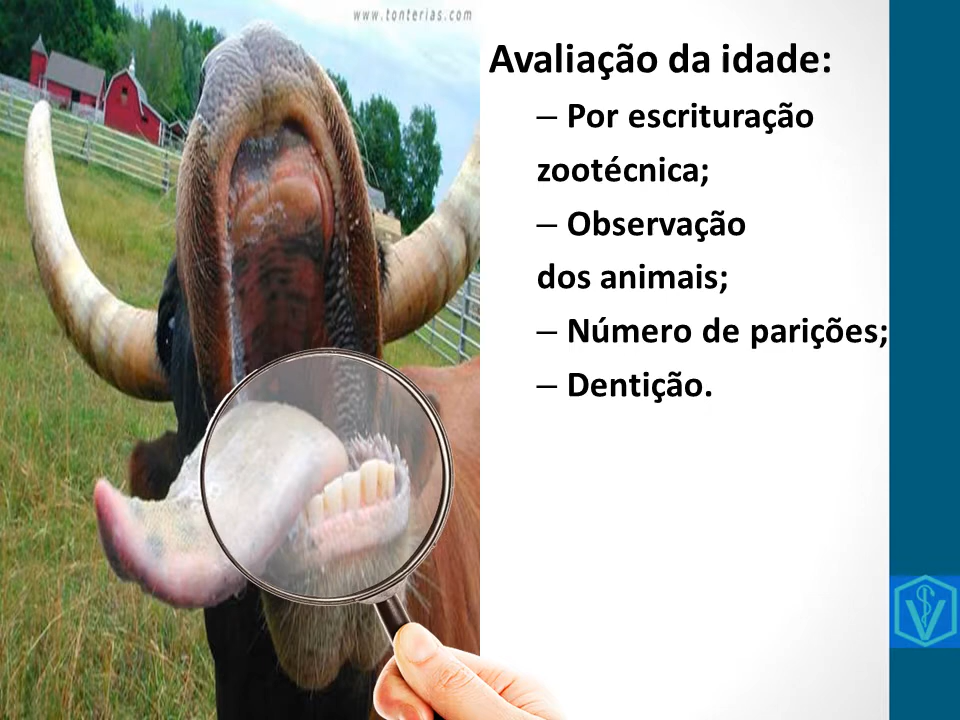 www.tonterias.com
Avaliação da idade:
– Por escrituração
zootécnica;
– Observação
dos animais;
– Número de parições;
– Dentição.
V